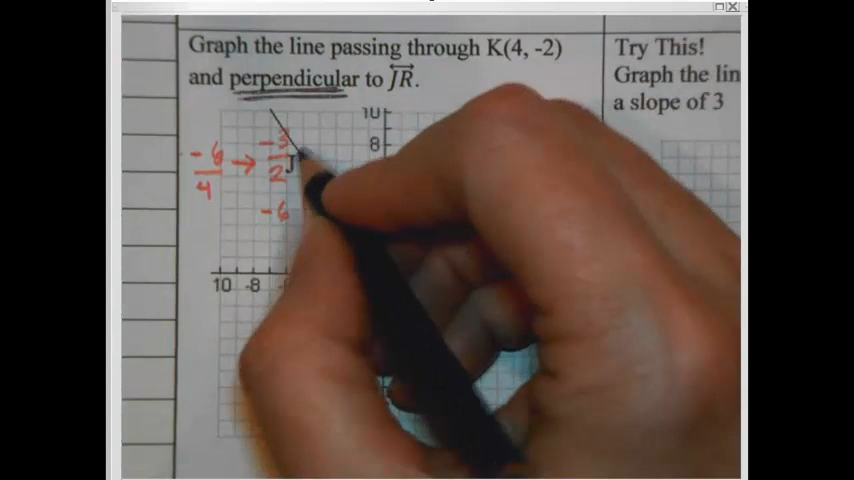 Graph the line passing through K(4, -2)
and perpendicular to JR.
Try This!
Graph the lin
a slope of 3
10
8
-6
4
→
-3
2
J
-6
10 -8